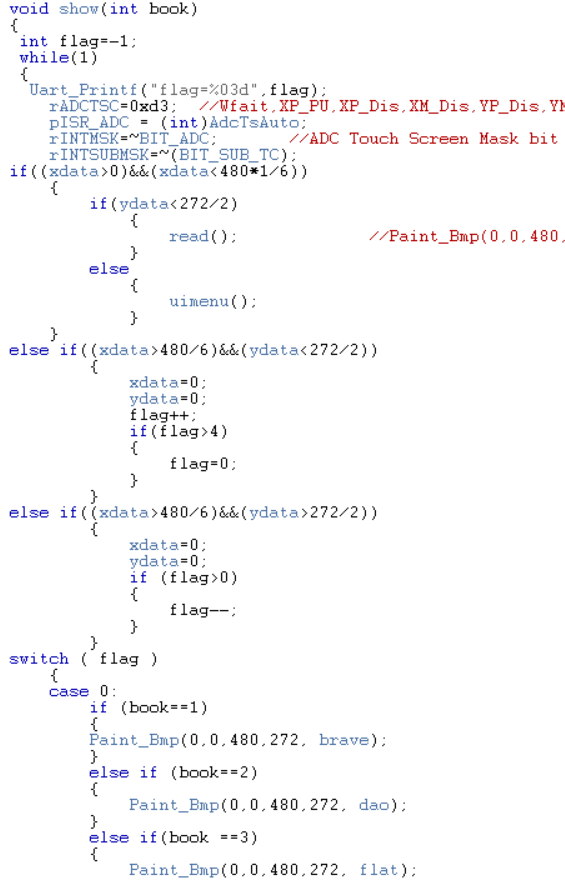 void show(int book)
{
int flag=-1;
while(1)
{
Uart_Printf("flag=%03d",flag);
rADCTSC=0xd3;  //Wfait,XP_PU,XP_Dis,XM_Dis,YP_Dis,YM
pISR_ADC = (int)AdcTsAuto;
rINTMSK=~BIT_ADC;       //ADC Touch Screen Mask bit
rINTSUBMSK=~(BIT_SUB_TC);
if((xdata>0)&&(xdata<480*1/6))
{
if(ydata<272/2)
{
read();             //Paint_Bmp(0,0,480,
}
else
{
uimenu();
}
}
else if((xdata>480/6)&&(ydata<272/2))
{
xdata=0;
ydata=0;
flag++;
if(flag>4)
{
flag=0;
}
}
else if((xdata>480/6)&&(ydata>272/2))
{
xdata=0;
ydata=0;
if (flag>0)
{
flag--;
}
}
switch ( flag )
{
case 0:
if (book==1)
{
Paint_Bmp(0,0,480,272, brave);
}
else if (book==2)
{
Paint_Bmp(0,0,480,272, dao);
}
else if(book ==3)
{
Paint_Bmp(0,0,480,272, flat);